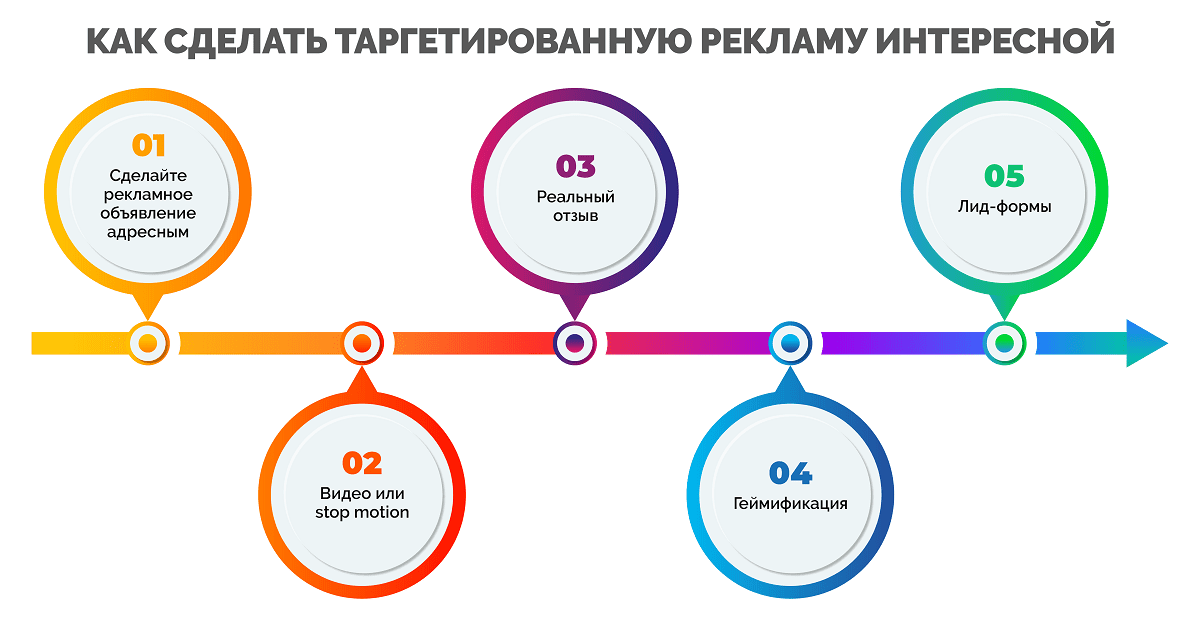 КАК СДЕЛАТЬ ТАРГЕТИРОВАННУЮ РЕКЛАМУ ИНТЕРЕСНОЙ
01
Сделайте
рекламное
объявление
адресным
02
Видео или
stop motion
03
Реальный
отзыв
04
Геймификация
05
Лид-формы